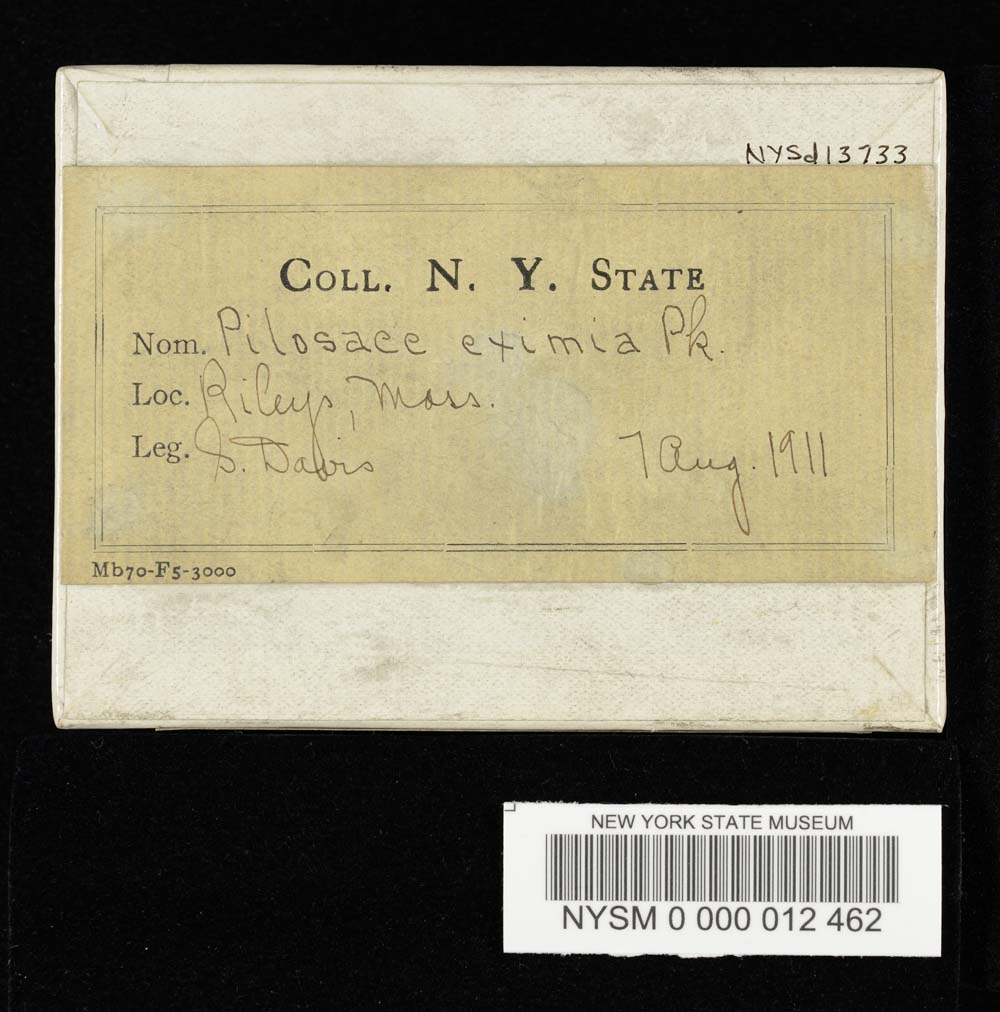 NYSd13733
COLL. N. Y. STATE
Nom. Pilosace eximia Pk.
Loc. Rileys, Mass.
Leg. S. Davis 7 Aug. 1911
Mb70-F5-3000
NEW YORK STATE MUSEUM
NYSM 0 000 012 462